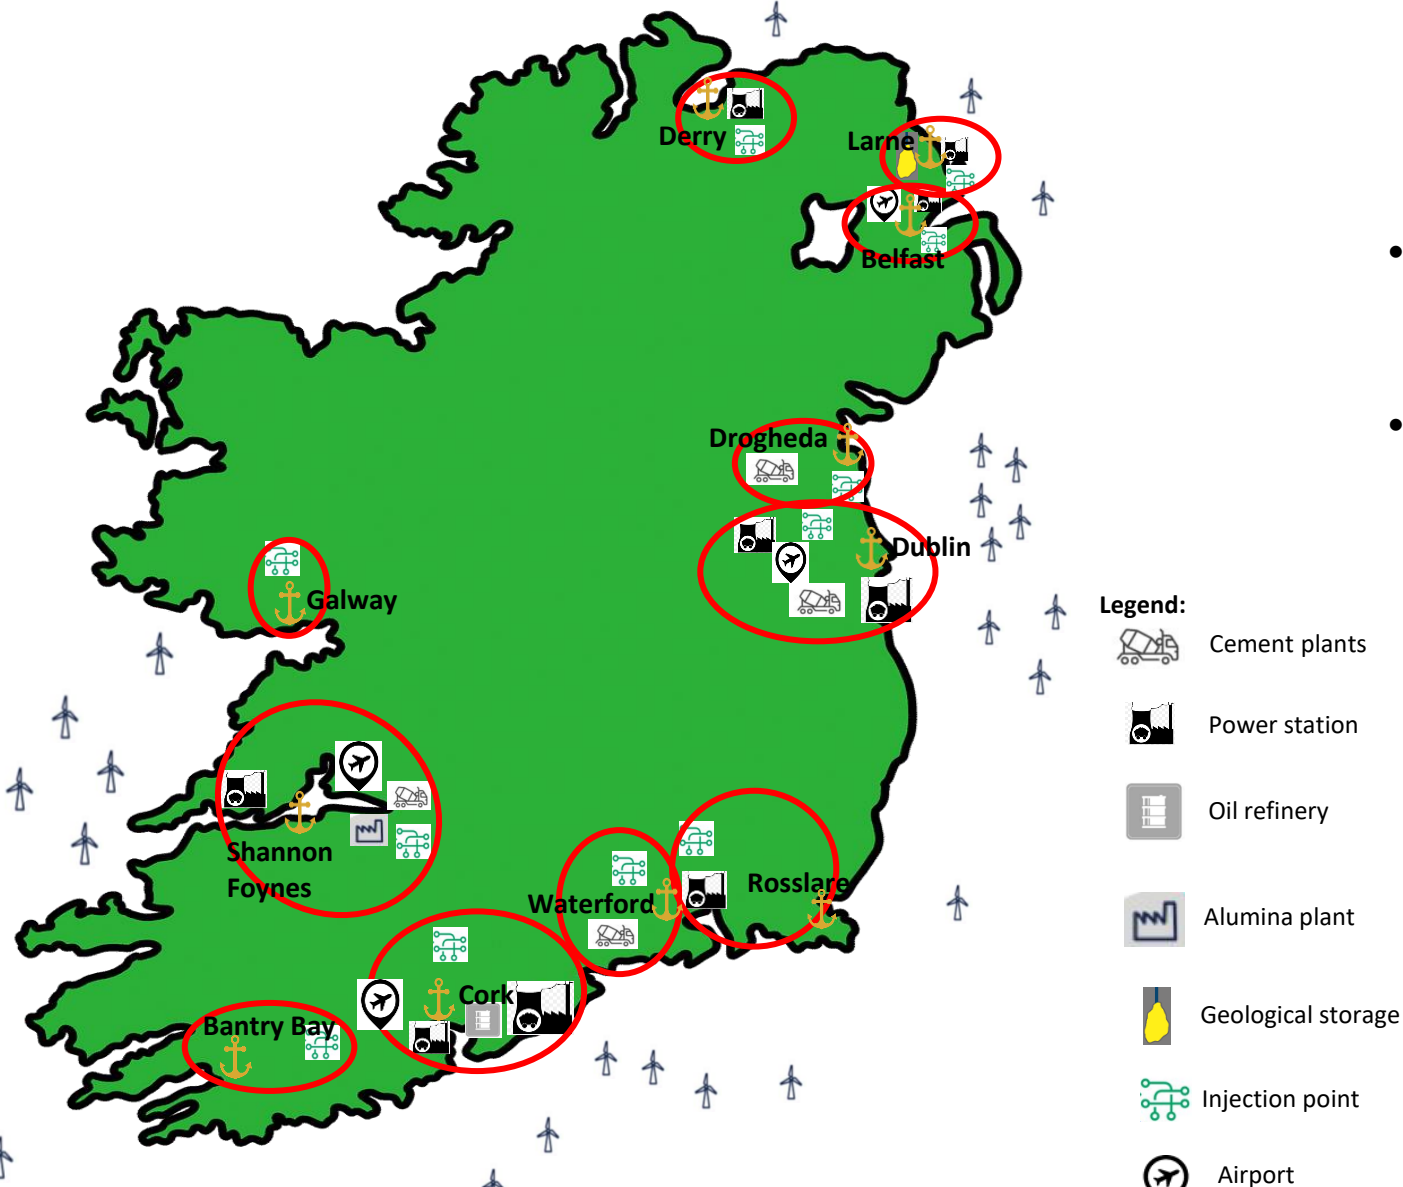 Derry
Larne
Belfast
Drogheda
Dublin
Galway
Shannon
Foynes
Waterford
Rosslare
Cork
Bantry Bay
•
•
Legend:
Cement plants
Power station
Oil refinery
Alumina plant
Geological storage
Injection point
Airport